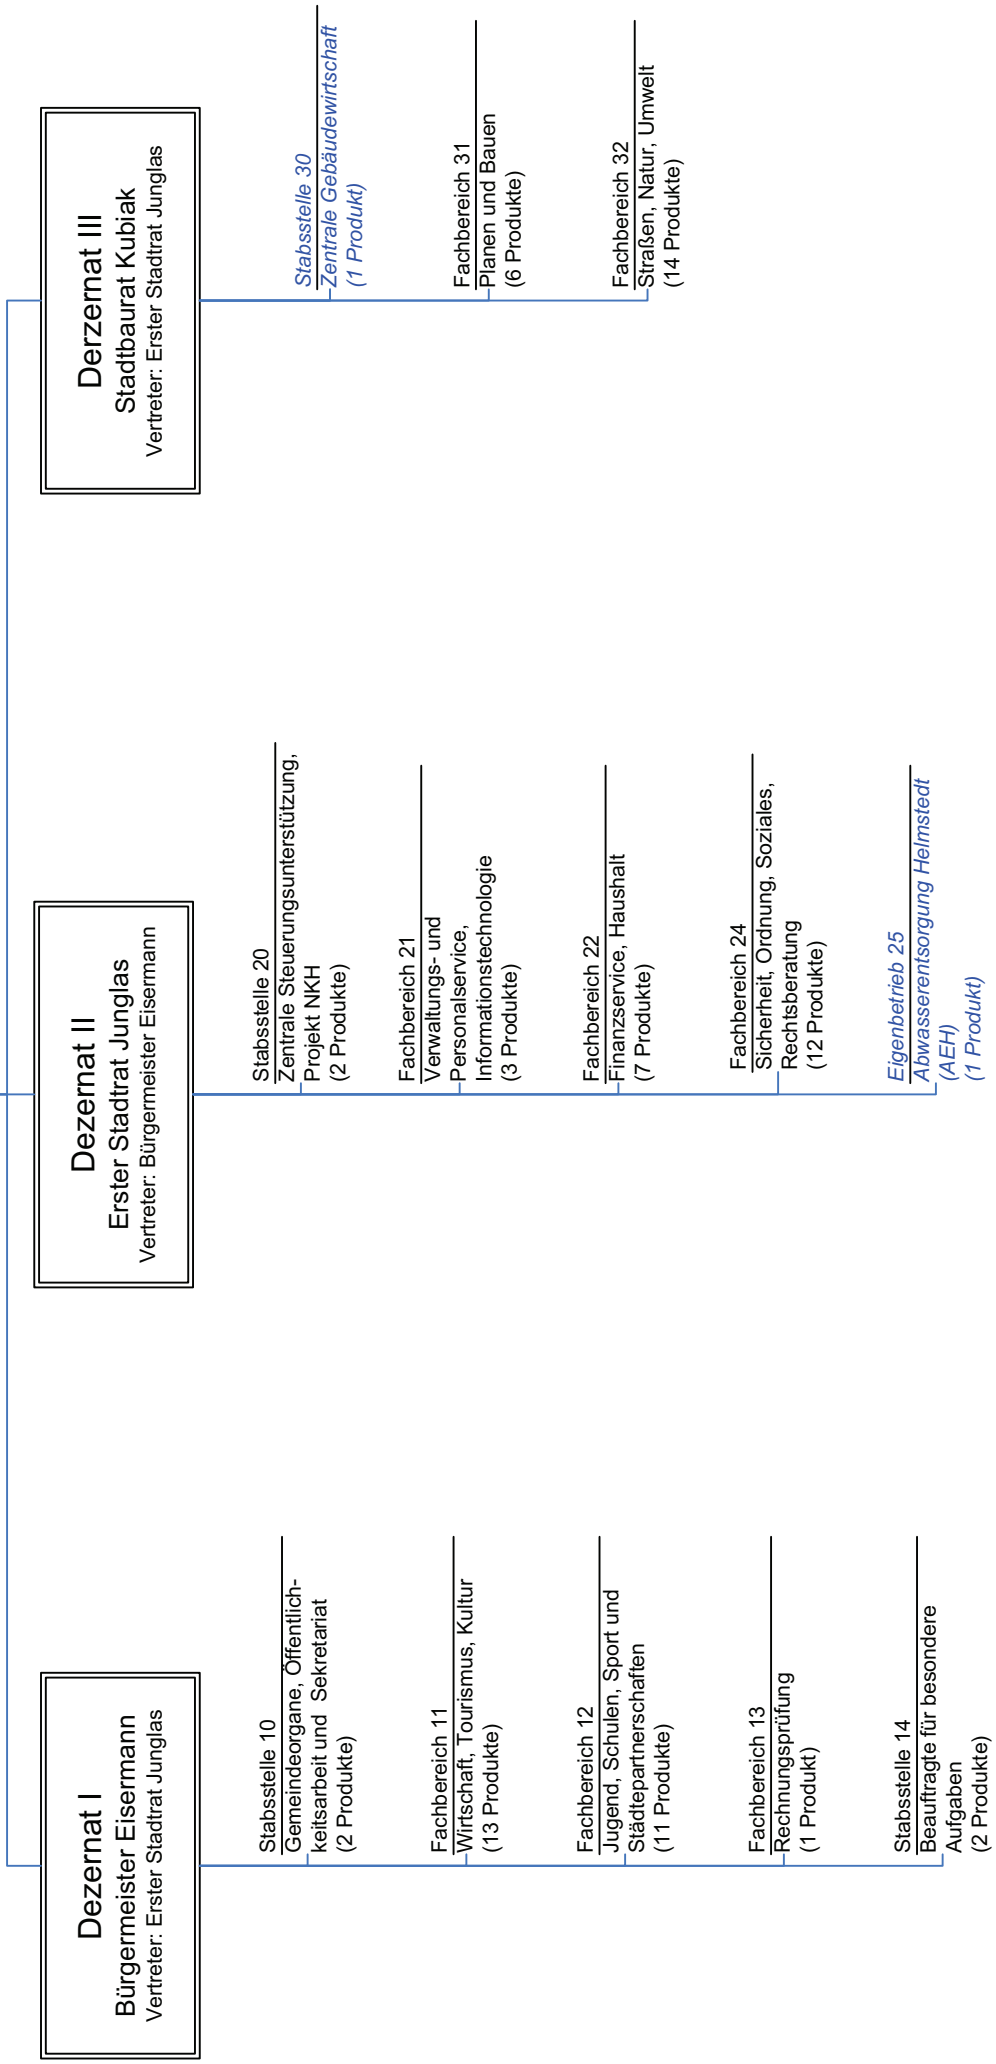 Dezernat I
Bürgermeister Eisermann
Vertreter: Erster Stadtrat Junglas
Stabsstelle 10
Gemeindeorgane, Öffentlich-
keitsarbeit und Sekretariat
(2 Produkte)
Fachbereich 11
Wirtschaft, Tourismus, Kultur
(13 Produkte)
Fachbereich 12
Jugend, Schulen, Sport und
Städtepartnerschaften
(11 Produkte)
Fachbereich 13
Rechnungsprüfung
(1 Produkt)
Stabsstelle 14
Beauftragte für besondere
Aufgaben
(2 Produkte)
Dezernat II
Erster Stadtrat Junglas
Vertreter: Bürgermeister Eisermann
Stabsstelle 20
Zentrale Steuerungsunterstützung,
Projekt NKH
(2 Produkte)
Fachbereich 21
Verwaltungs- und
Personalservice,
Informationstechnologie
(3 Produkte)
Fachbereich 22
Finanzservice, Haushalt
(7 Produkte)
Fachbereich 24
Sicherheit, Ordnung, Soziales,
Rechtsberatung
(12 Produkte)
Eigenbetrieb 25
Abwasserentsorgung Helmstedt
(AEH)
(1 Produkt)
Derzernat III
Stadtbaurat Kubiak
Vertreter: Erster Stadtrat Junglas
Stabsstelle 30
Zentrale Gebäudewirtschaft
(1 Produkt)
Fachbereich 31
Planen und Bauen
(6 Produkte)
Fachbereich 32
Straßen, Natur, Umwelt
(14 Produkte)